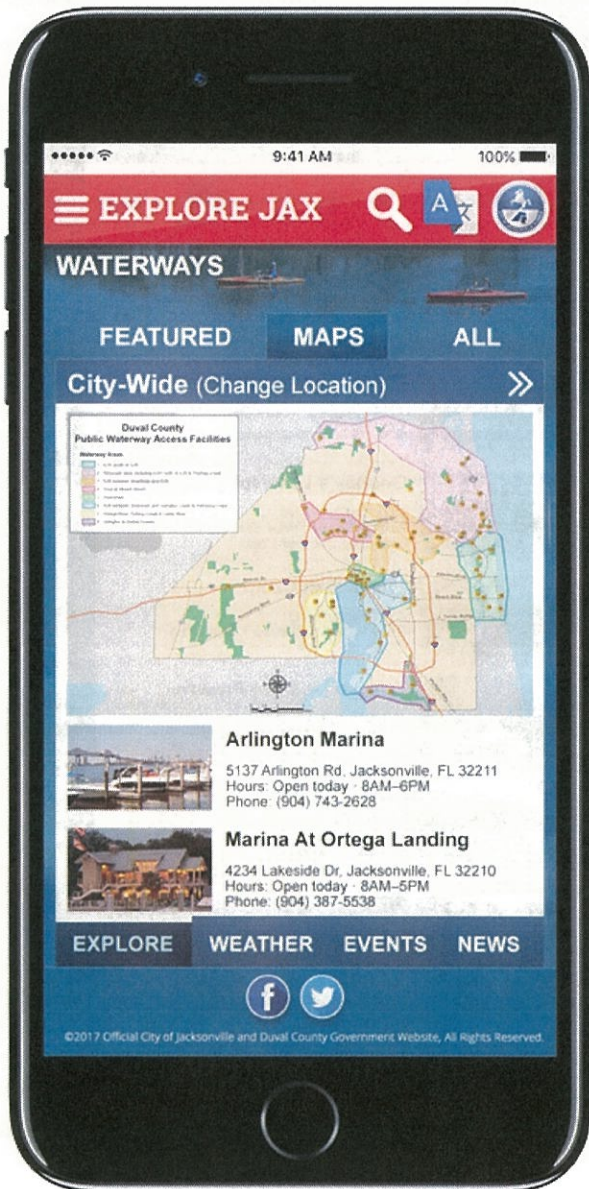 9:41 AM
100%
EXPLORE JAX
A 文
WATERWAYS
FEATURED MAPS ALL
City-Wide (Change Location)
Duval County
Public Waterway Access Facilities
Waterway Areas
Arlington Marina
5137 Arlington Rd, Jacksonville, FL 32211
Hours: Open today · 8AM–6PM
Phone: (904) 743-2628
Marina At Ortega Landing
4234 Lakeside Dr, Jacksonville, FL 32210
Hours: Open today · 8AM–5PM
Phone: (904) 387-5538
EXPLORE WEATHER EVENTS NEWS
©2017 Official City of Jacksonville and Duval County Government Website, All Rights Reserved.